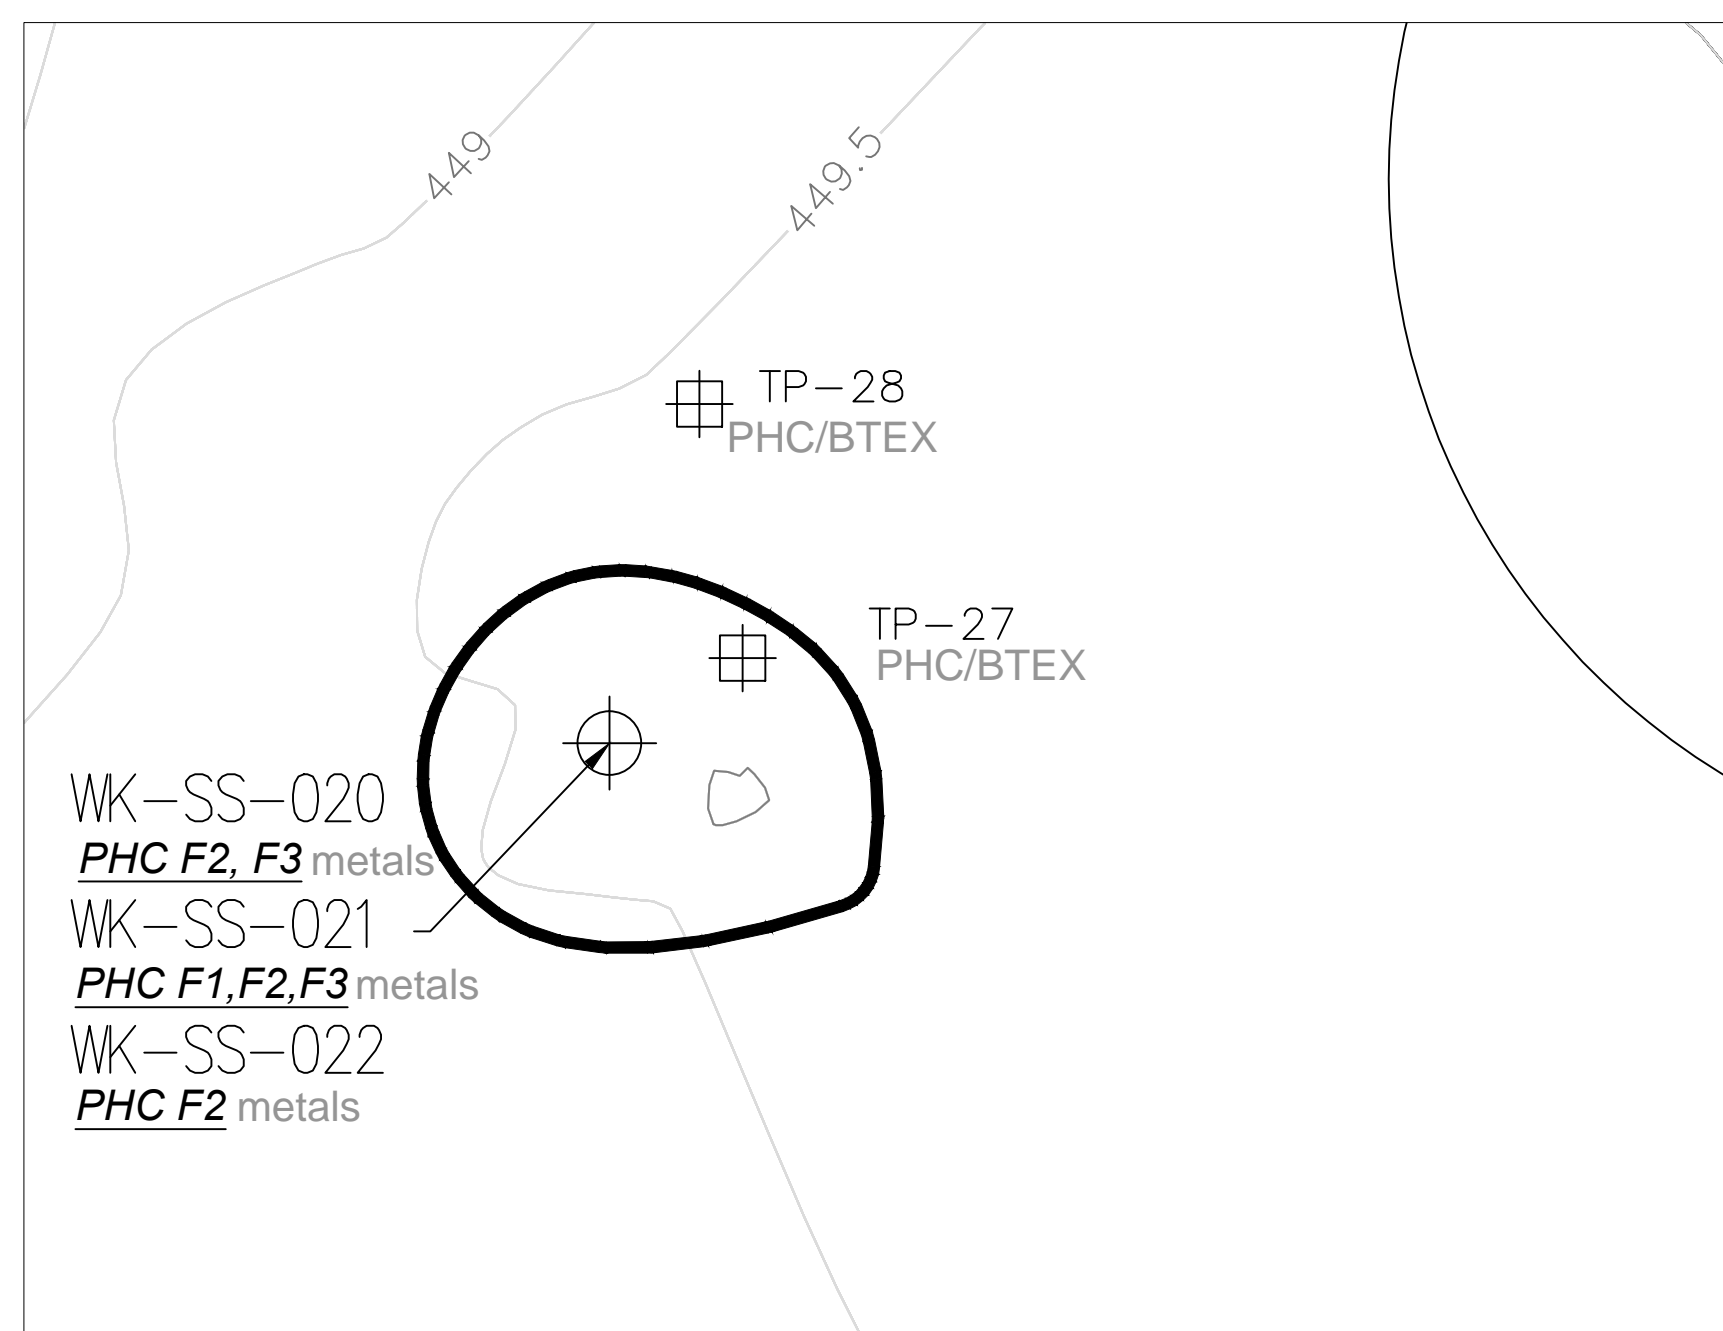 449
449.5
TP-28
PHC/BTEX
TP-27
PHC/BTEX
WK-SS-020
PHC F2, F3 metals
WK-SS-021
PHC F1,F2,F3 metals
WK-SS-022
PHC F2 metals